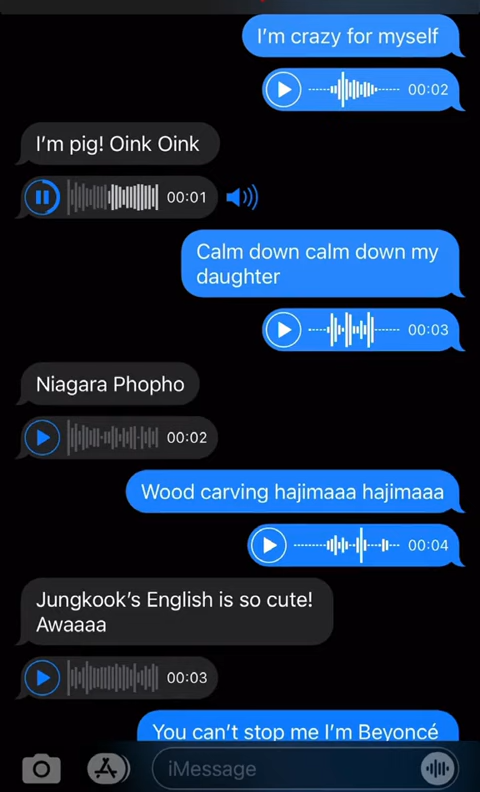 I’m crazy for myself
00:02
I’m pig! Oink Oink
00:01
Calm down calm down my
daughter
00:03
Niagara Phopho
00:02
Wood carving hajimaaa hajimaaa
00:04
Jungkook’s English is so cute!
Awaaaa
00:03
You can’t stop me I’m Beyoncé
iMessage